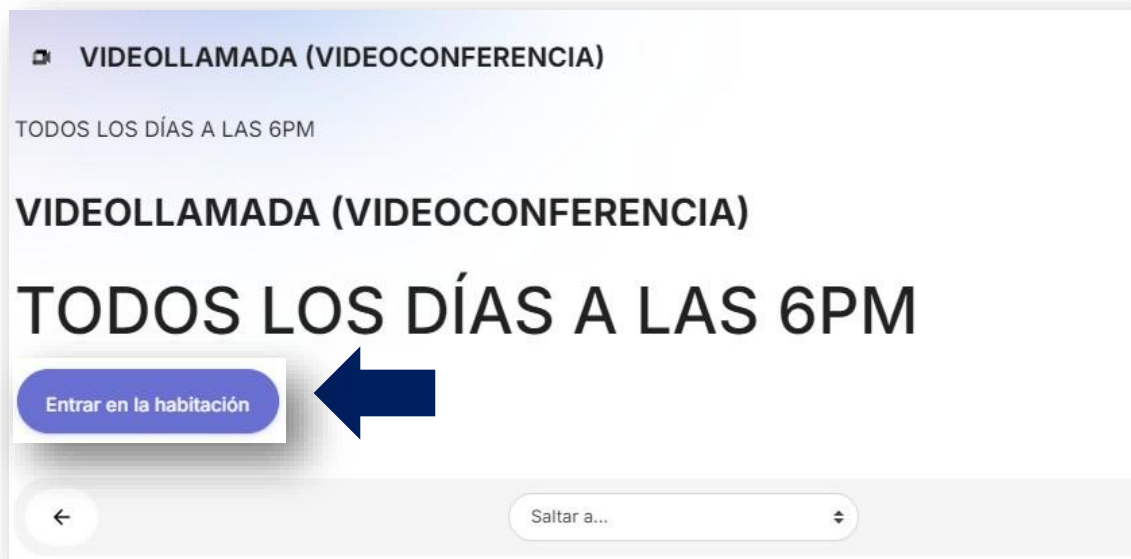 VIDEOLLAMADA (VIDEOCONFERENCIA)
TODOS LOS DÍAS A LAS 6PM
VIDEOLLAMADA (VIDEOCONFERENCIA)
TODOS LOS DÍAS A LAS 6PM
Entrar en la habitación
Saltar a...